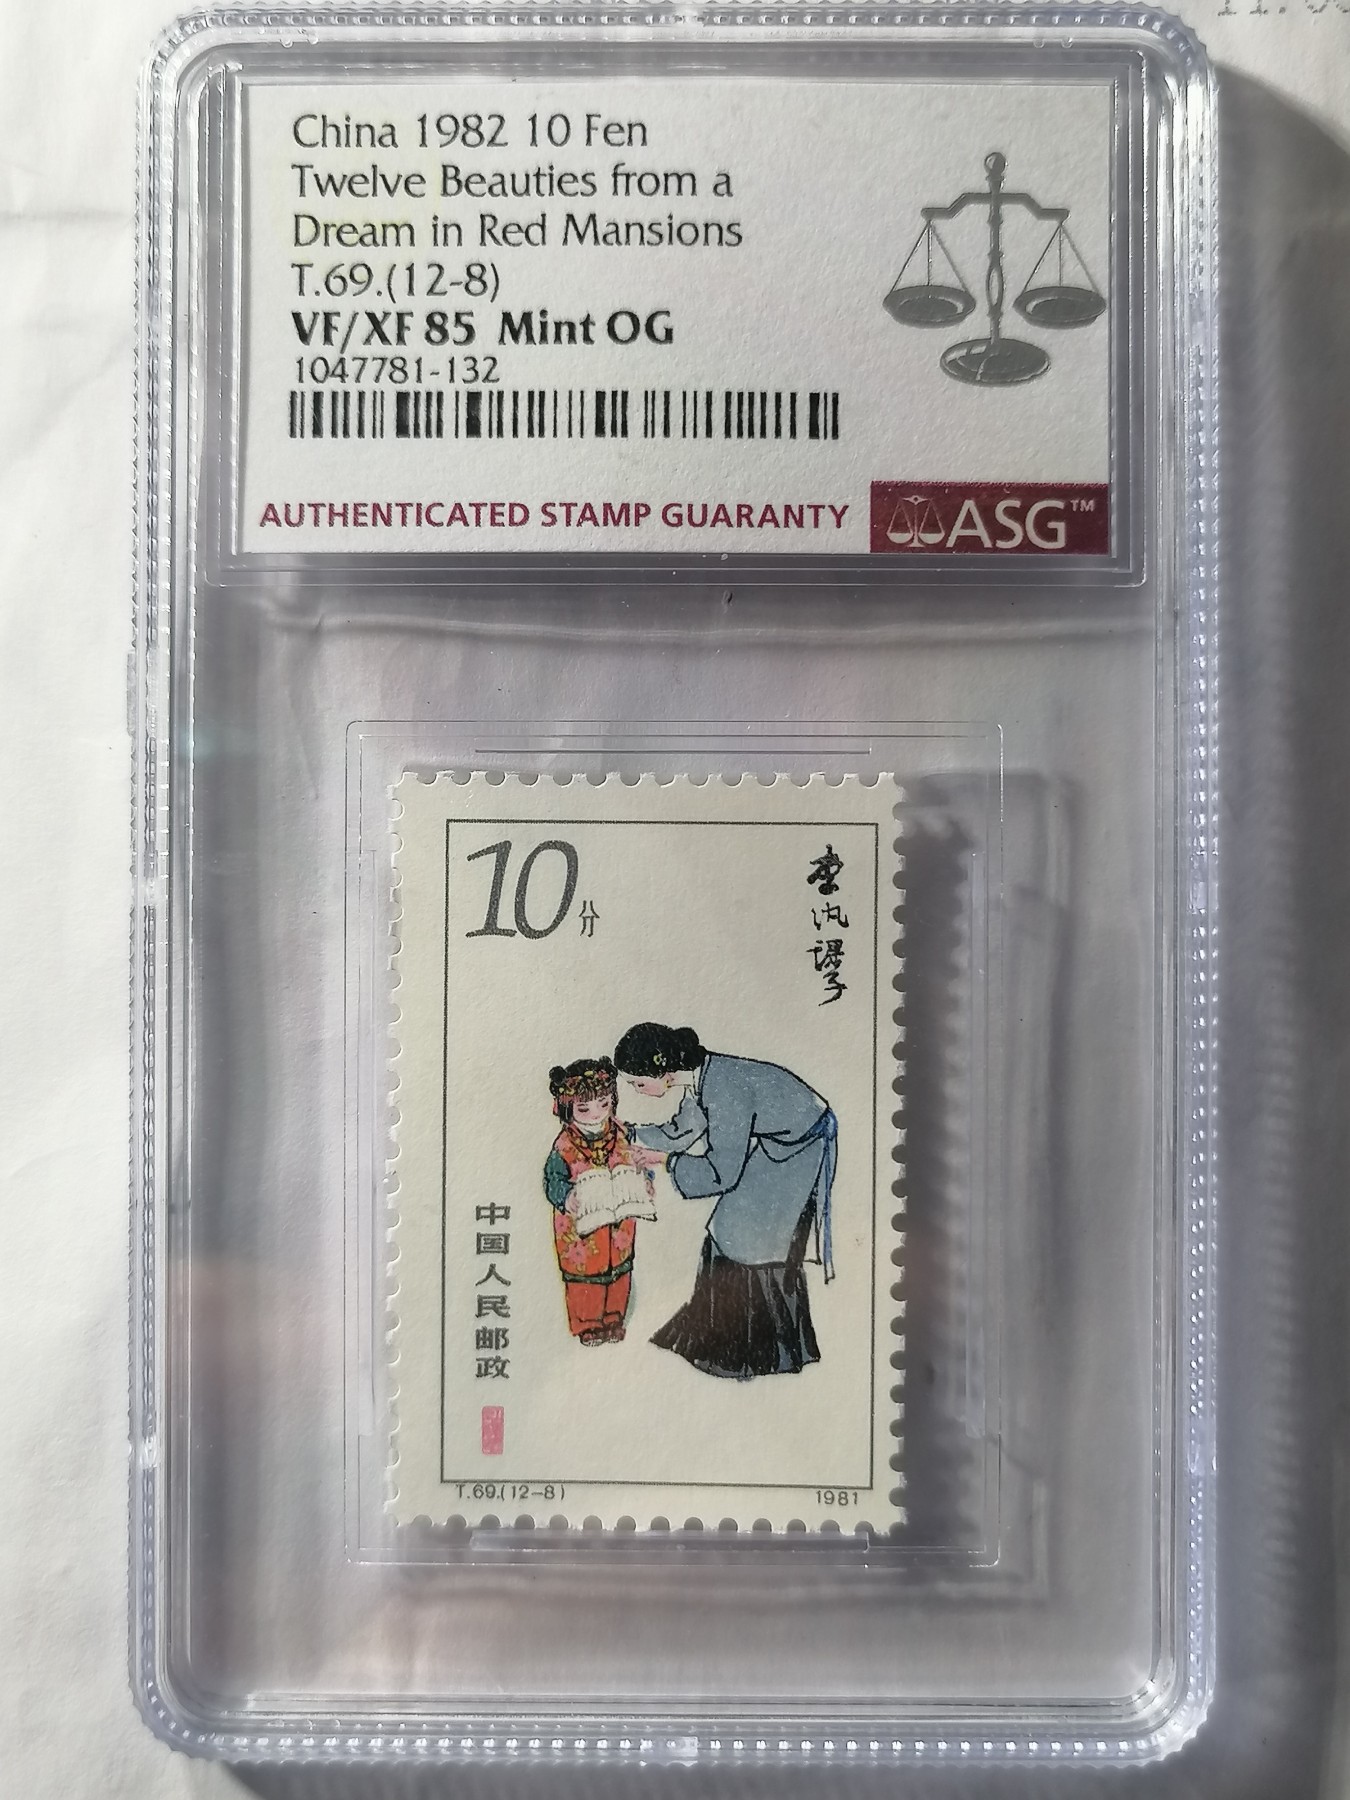 China 1982 10 Fen
Twelve Beauties from a
Dream in Red Mansions
T.69.(12-8)
VF/XF 85 Mint OG
1047781-132
AUTHENTICATED STAMP GUARANTY
ASG™
10分
李纨課子
中国人民邮政
T.69.(12-8)
1981